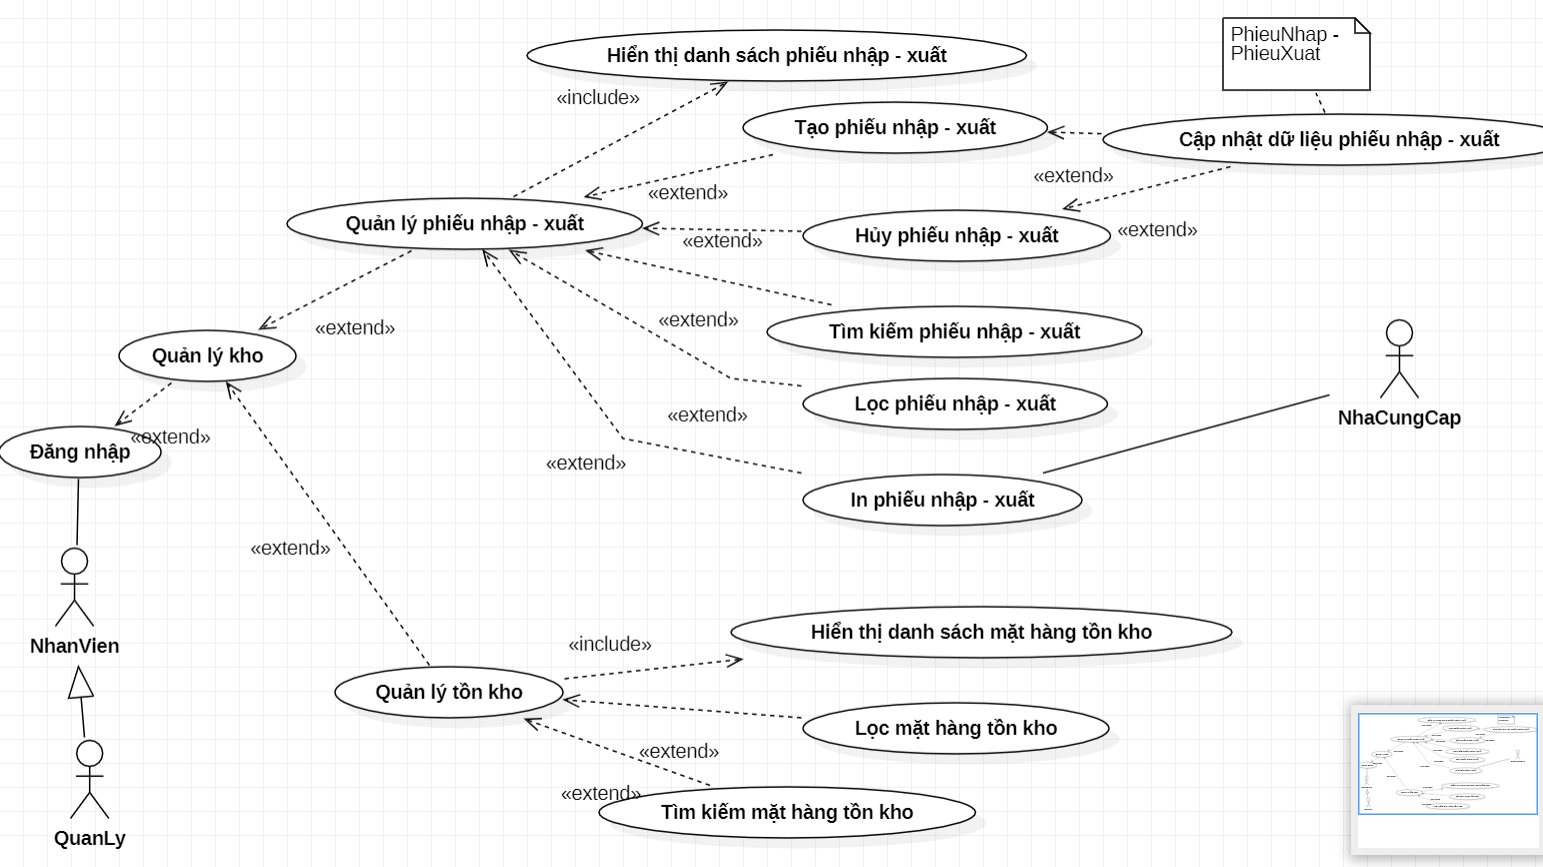 PhieuNhap -
PhieuXuat
Hiển thị danh sách phiếu nhập - xuất
«include»
Tạo phiếu nhập - xuất
Cập nhật dữ liệu phiếu nhập - xuất
«extend»
«extend»
Quản lý phiếu nhập - xuất
«extend»
Hủy phiếu nhập - xuất
«extend»
«extend»
«extend»
Tìm kiếm phiếu nhập - xuất
Quản lý kho
Lọc phiếu nhập - xuất
«extend»
NhaCungCap
«extend»
Đăng nhập
«extend»
In phiếu nhập - xuất
«extend»
NhanVien
«include»
Hiển thị danh sách mặt hàng tồn kho
Quản lý tồn kho
Lọc mặt hàng tồn kho
«extend»
«extend»
Tìm kiếm mặt hàng tồn kho
QuanLy